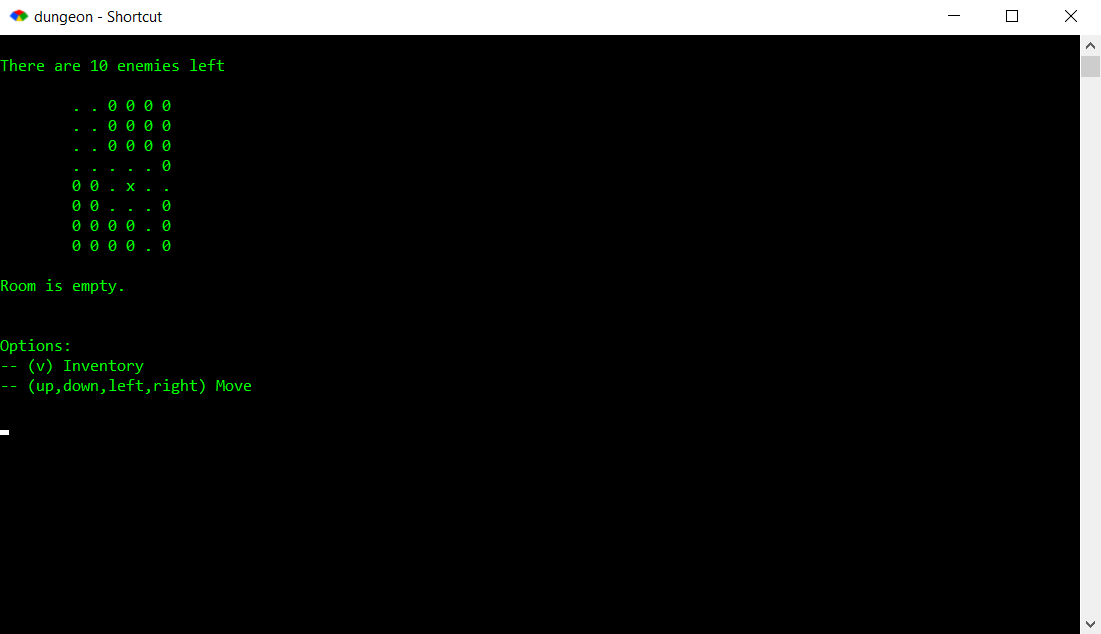 dungeon - Shortcut
There are 10 enemies left
. . 0 0 0 0
. . 0 0 0 0
. . 0 0 0 0
. . . . . 0
0 0 . x . .
0 0 . . . 0
0 0 0 0 . 0
0 0 0 0 . 0
Room is empty.
Options:
-- (v) Inventory
-- (up,down,left,right) Move